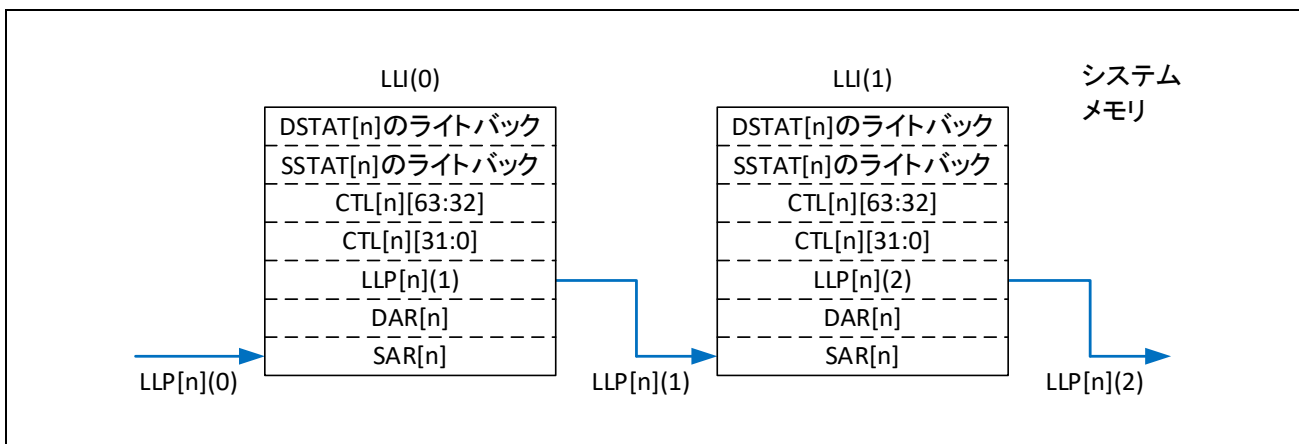 LLI(0)
DSTAT[n]のライトバック
SSTAT[n]のライトバック
CTL[n][63:32]
CTL[n][31:0]
LLP[n](1)
DAR[n]
SAR[n]
LLP[n](0)
LLP[n](1)
LLI(1)
DSTAT[n]のライトバック
SSTAT[n]のライトバック
CTL[n][63:32]
CTL[n][31:0]
LLP[n](2)
DAR[n]
SAR[n]
LLP[n](2)
システム
メモリ